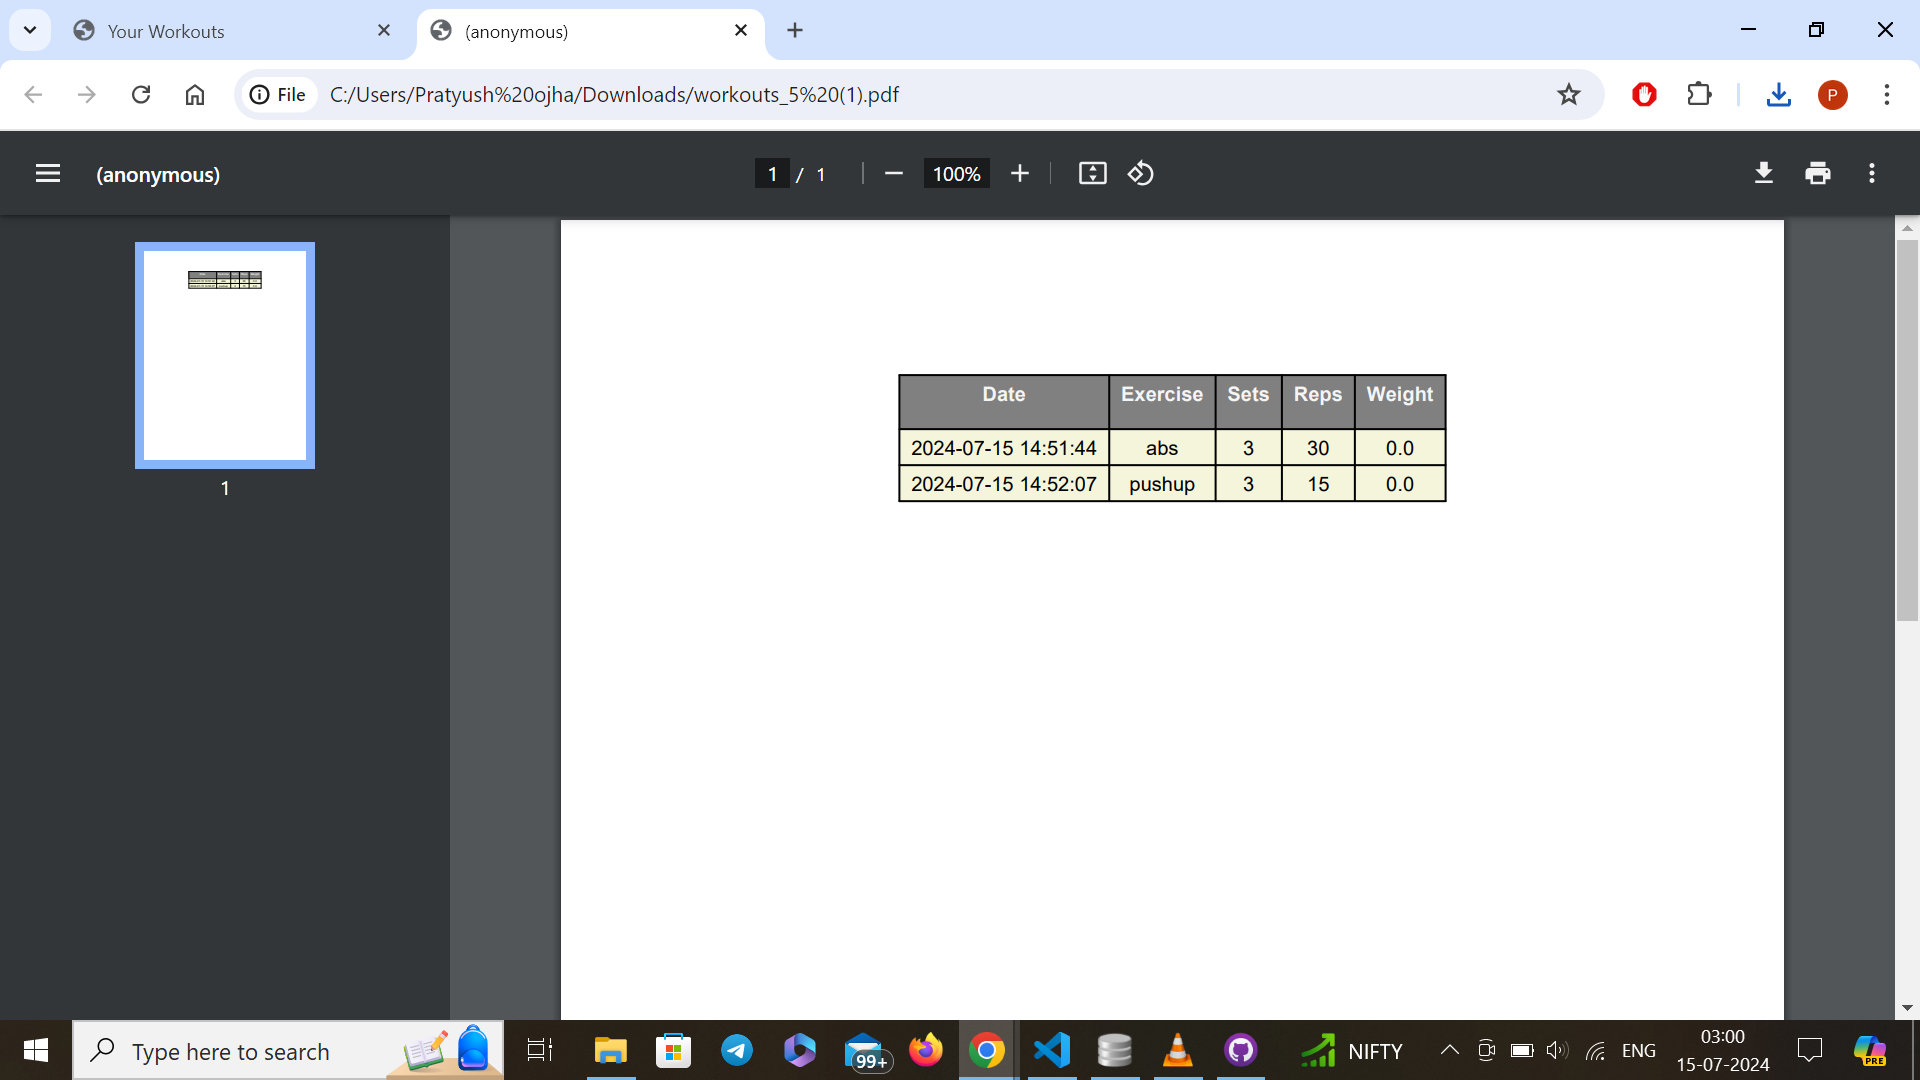 Your Workouts
(anonymous)
File C:/Users/Pratyush%20ojha/Downloads/workouts_5%20(1).pdf
P
(anonymous)
1 / 1
100%
1
Date Exercise Sets Reps Weight
2024-07-15 14:51:44 abs 3 30 0.0
2024-07-15 14:52:07 pushup 3 15 0.0
Type here to search
99+
NIFTY
ENG
03:00
15-07-2024
PRE